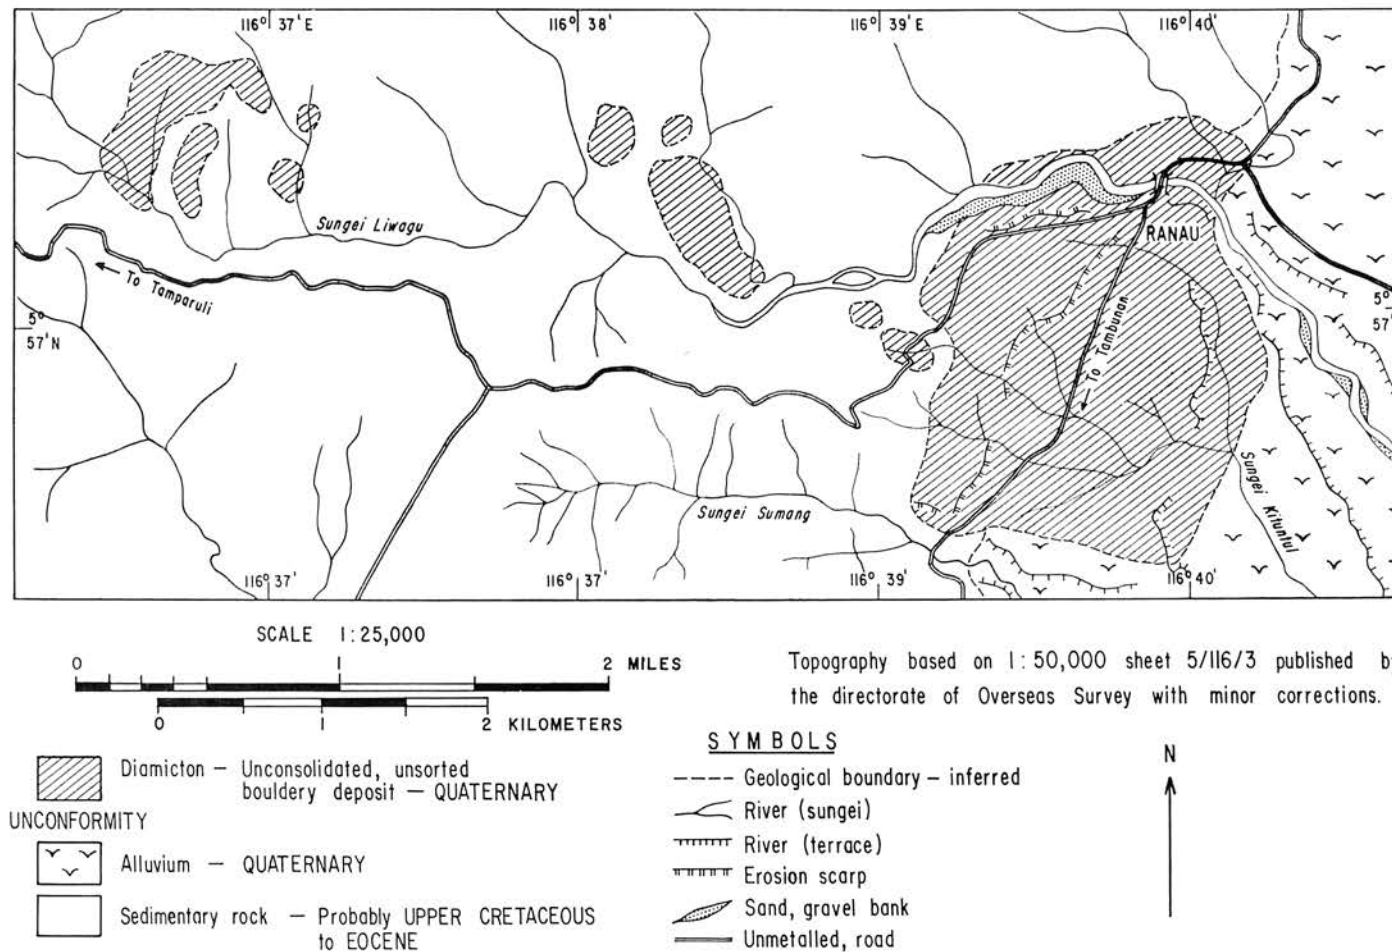 116° 37' E
116° 38'
116° 39' E
116° 40'
Sungei Liwagu
RANAU
To Tamparuli
To Tambunan
5°
57' N
5°
57'
Sungei Sumang
Sungei Kituntul
116° 37'
116° 37'
116° 39'
116° 40'
SCALE 1:25,000
0 1 2 MILES
0 1 2 KILOMETERS
Topography based on 1:50,000 sheet 5/116/3 published
the directorate of Overseas Survey with minor corrections.
Diamicton — Unconsolidated, unsorted
bouldery deposit — QUATERNARY
UNCONFORMITY
Alluvium — QUATERNARY
Sedimentary rock — Probably UPPER CRETACEOUS
to EOCENE
SYMBOLS
Geological boundary — inferred
River (sungei)
River (terrace)
Erosion scarp
Sand, gravel bank
Unmetalled, road
N